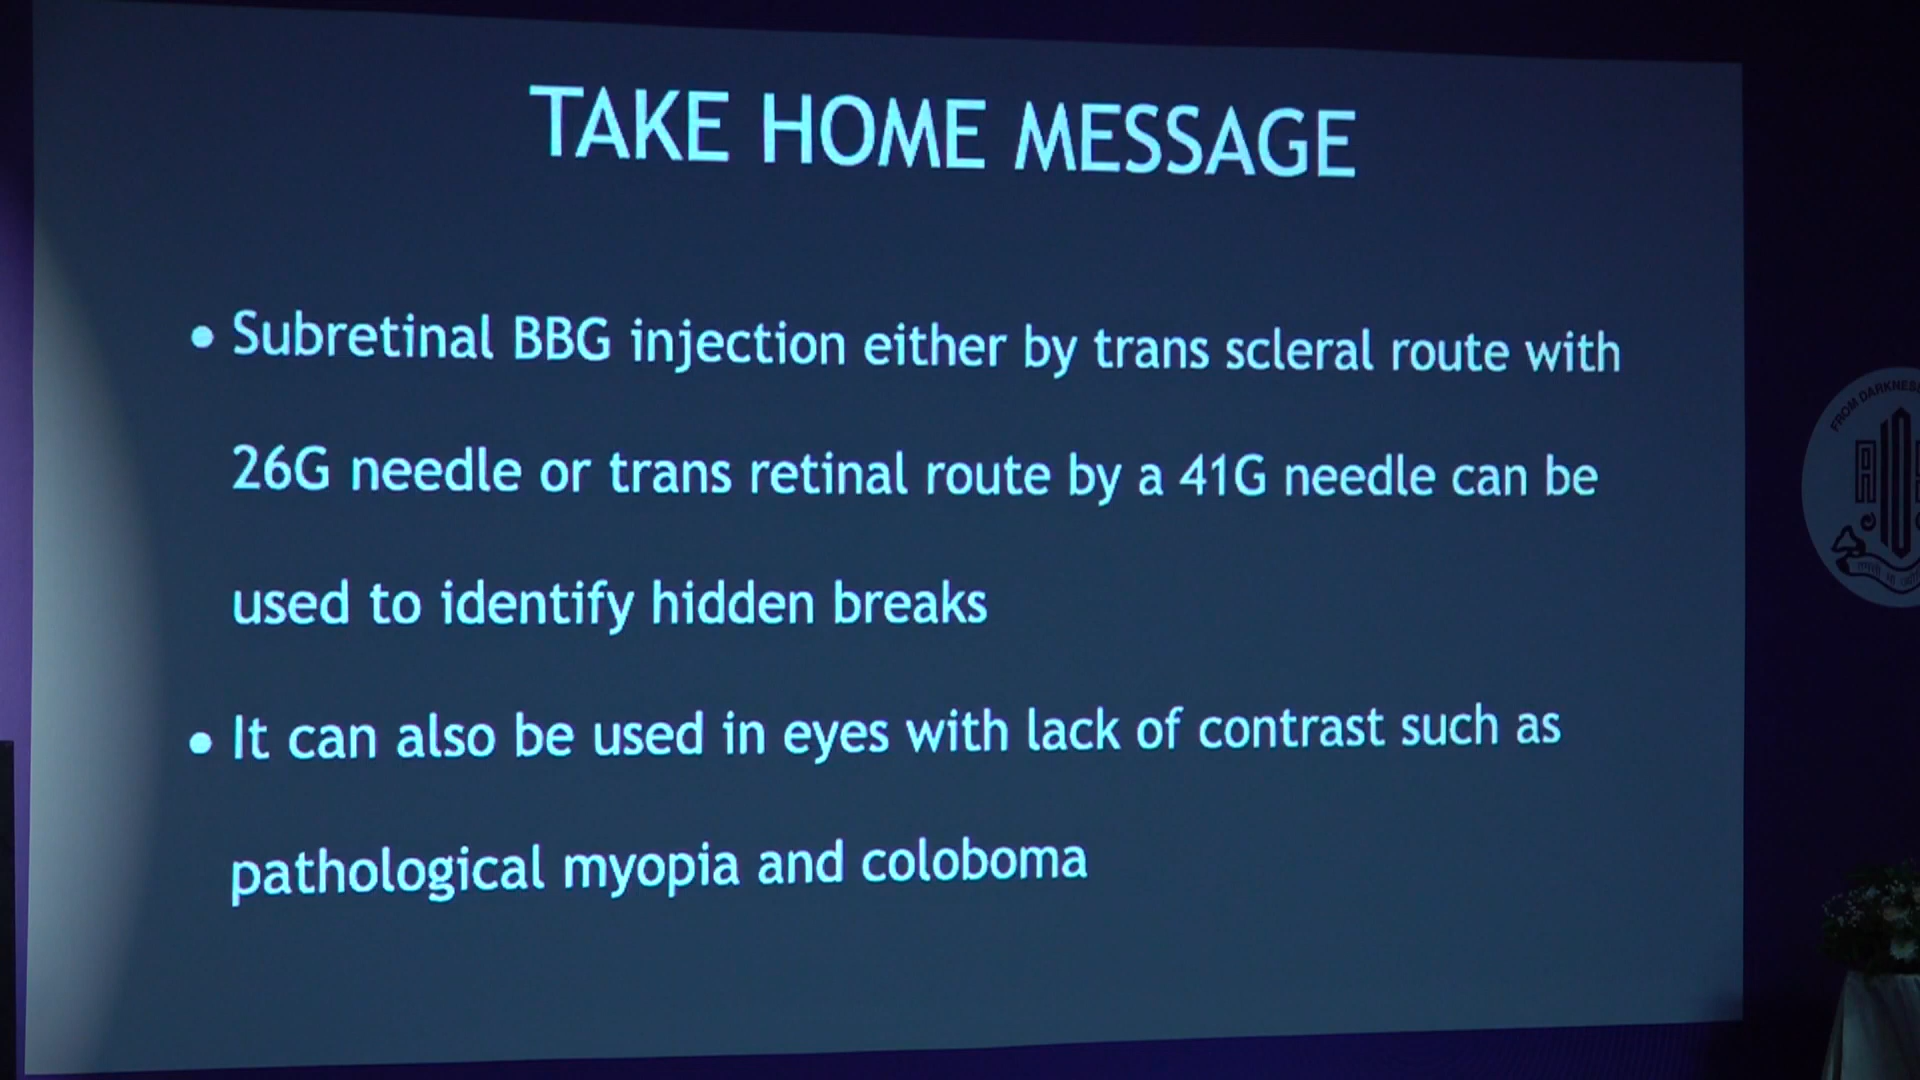 TAKE HOME MESSAGE
• Subretinal BBG injection either by trans scleral route with
26G needle or trans retinal route by a 41G needle can be
used to identify hidden breaks
• It can also be used in eyes with lack of contrast such as
pathological myopia and coloboma
FROM DARKNESS